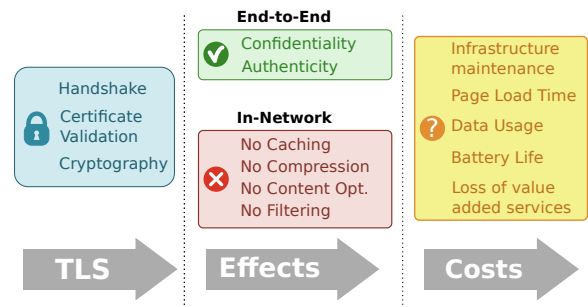 Handshake
Certificate
Validation
Cryptography
TLS
End-to-End
Confidentiality
Authenticity
In-Network
No Caching
No Compression
No Content Opt.
No Filtering
Effects
Infrastructure
maintenance
Page Load Time
?
Data Usage
Battery Life
Loss of value
added services
Costs